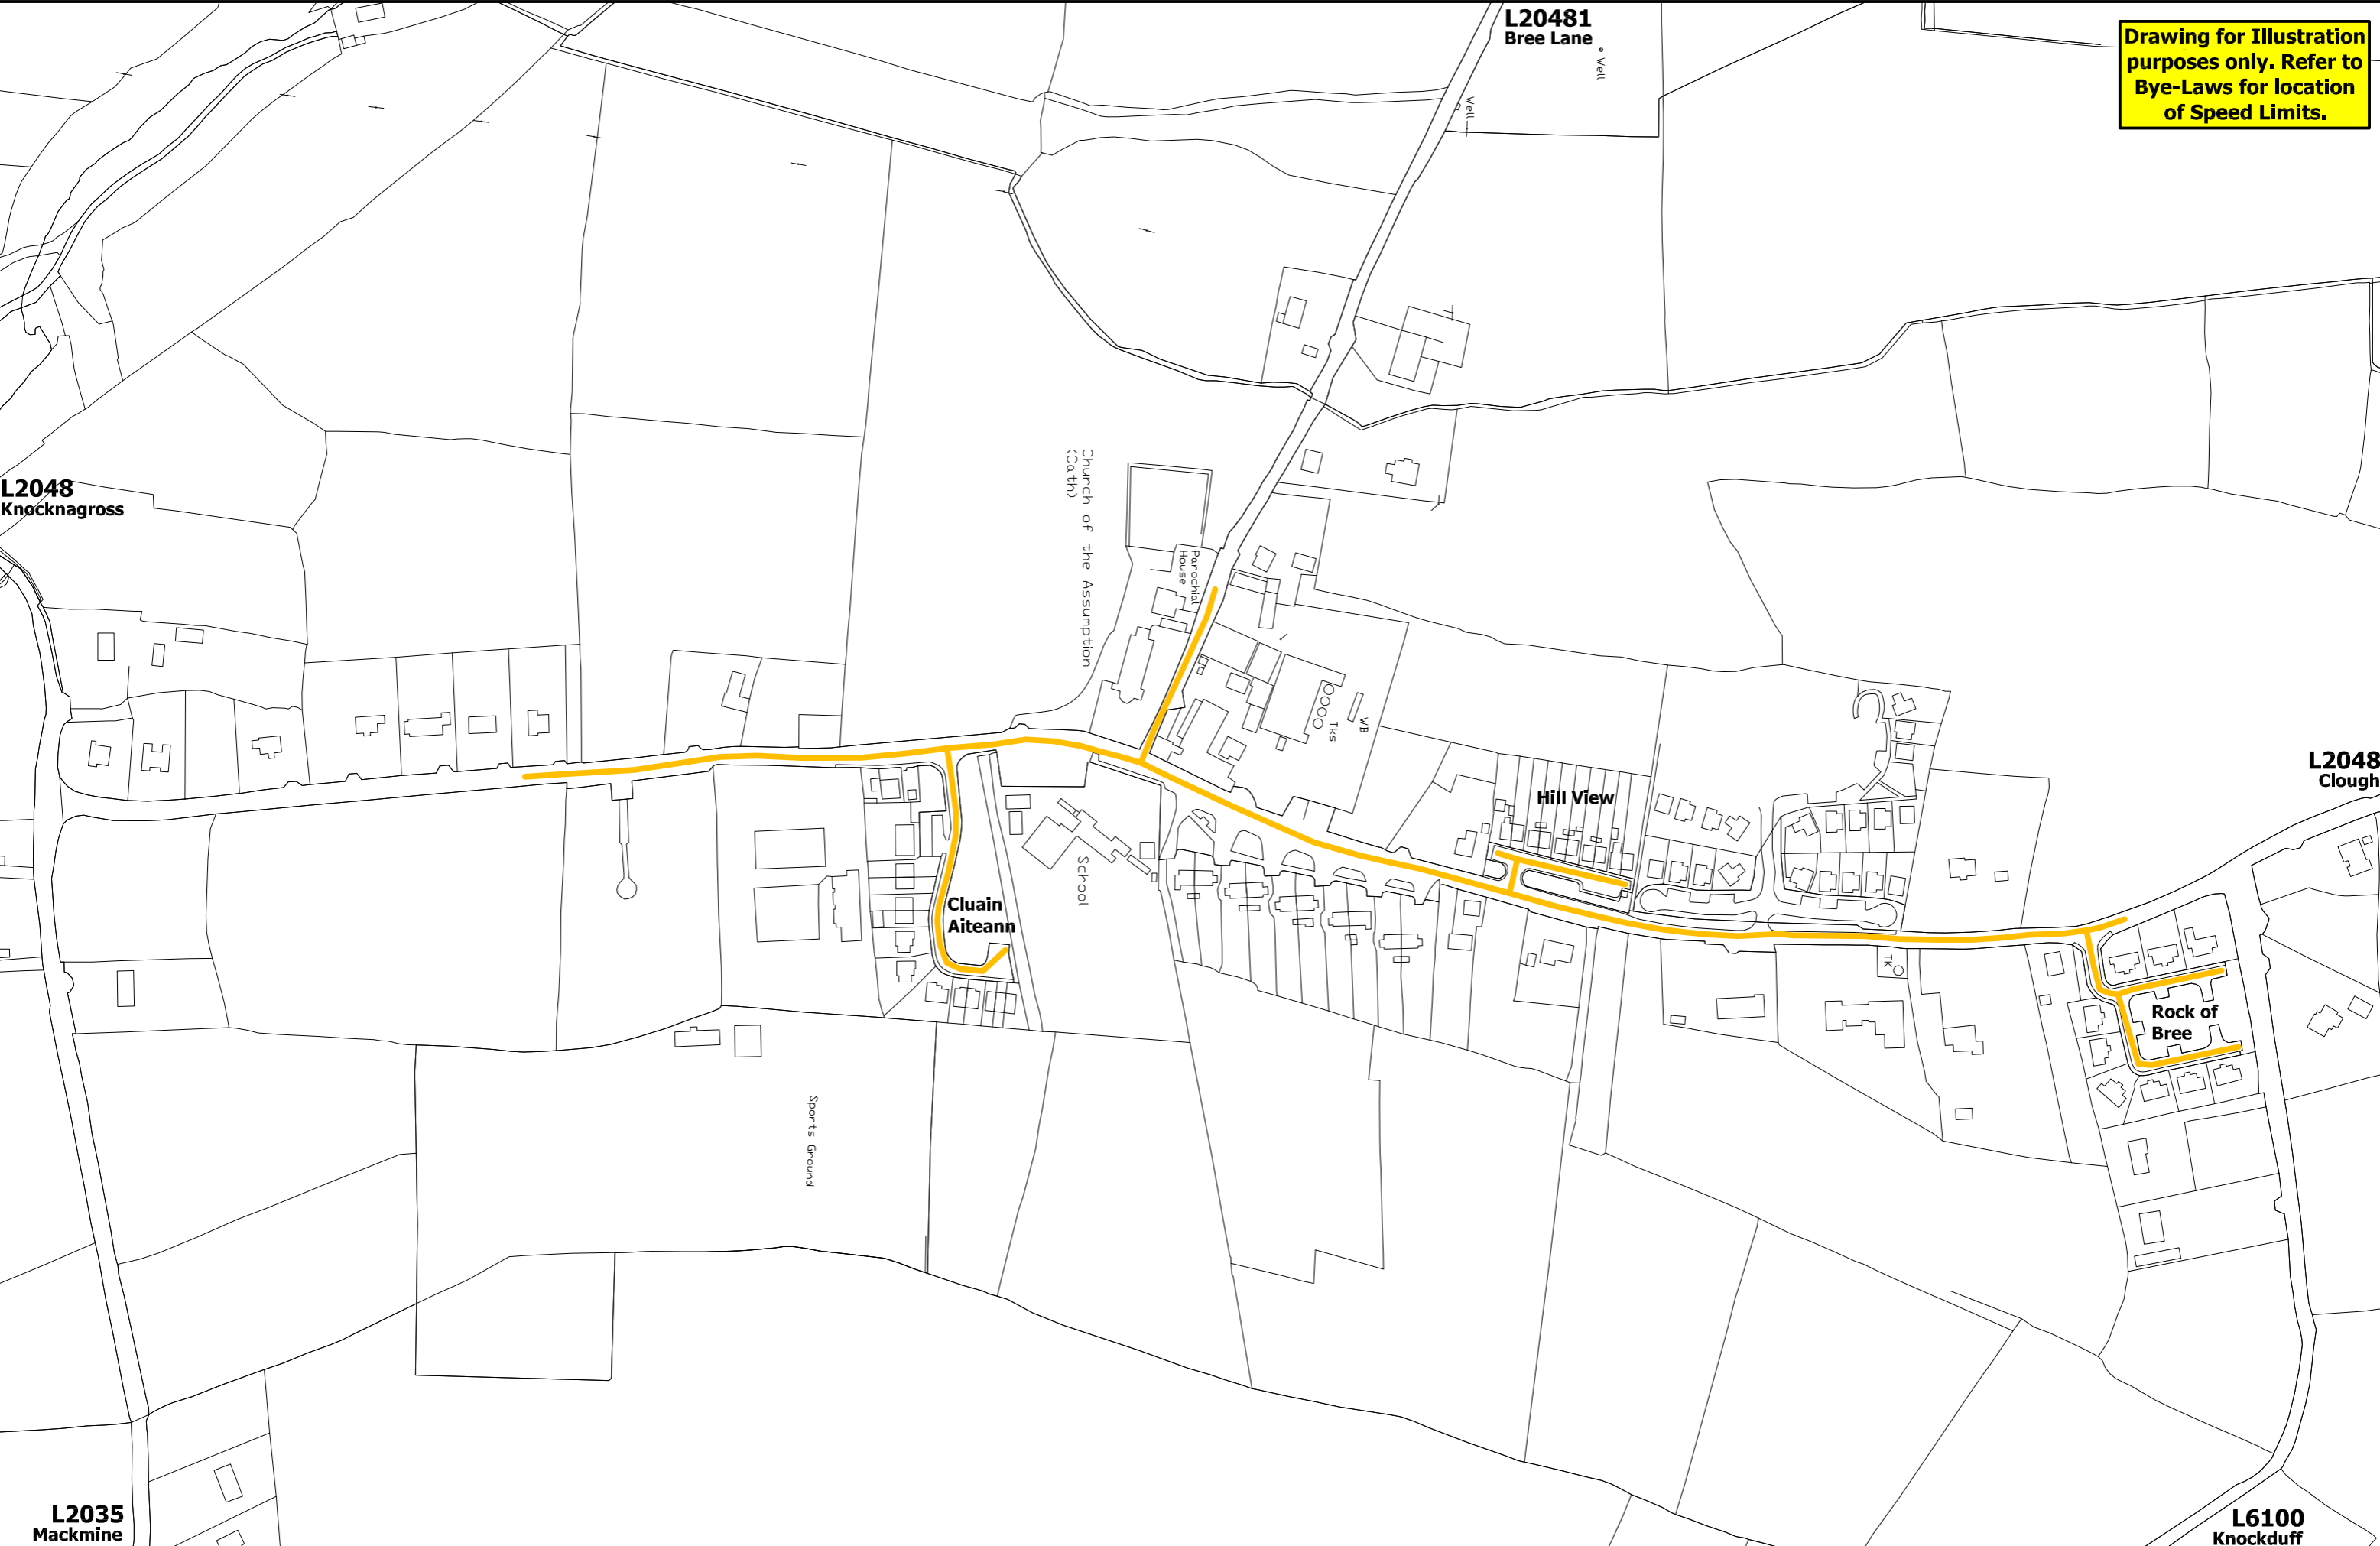 L20481
Bree Lane
Drawing for Illustration
purposes only. Refer to
Bye-Laws for location
of Speed Limits.
Well
Well
L2048
Knocknagross
Church of the Assumption
(Cath)
Parochial
House
WB
Tks
L2048
Clough
Hill View
School
Cluain
Aiteann
TK
Rock of
Bree
Sports Ground
L2035
Mackmine
L6100
Knockduff